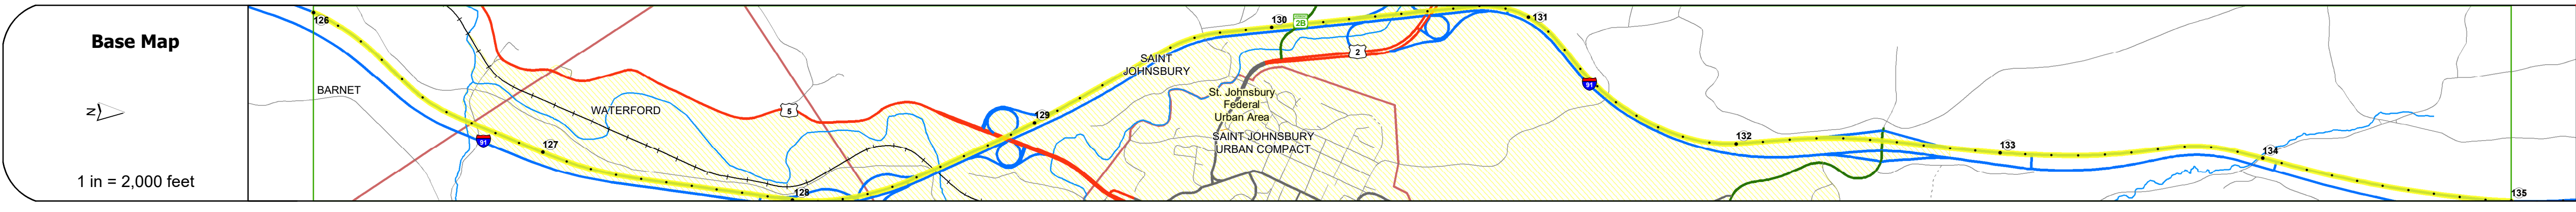 Base Map
N
1 in = 2,000 feet
126
BARNET
WATERFORD
91
127
5
128
129
SAINT
JOHNSBURY
130
2B
2
St. Johnsbury
Federal
Urban Area
SAINT JOHNSBURY
URBAN COMPACT
131
91
132
133
134
135